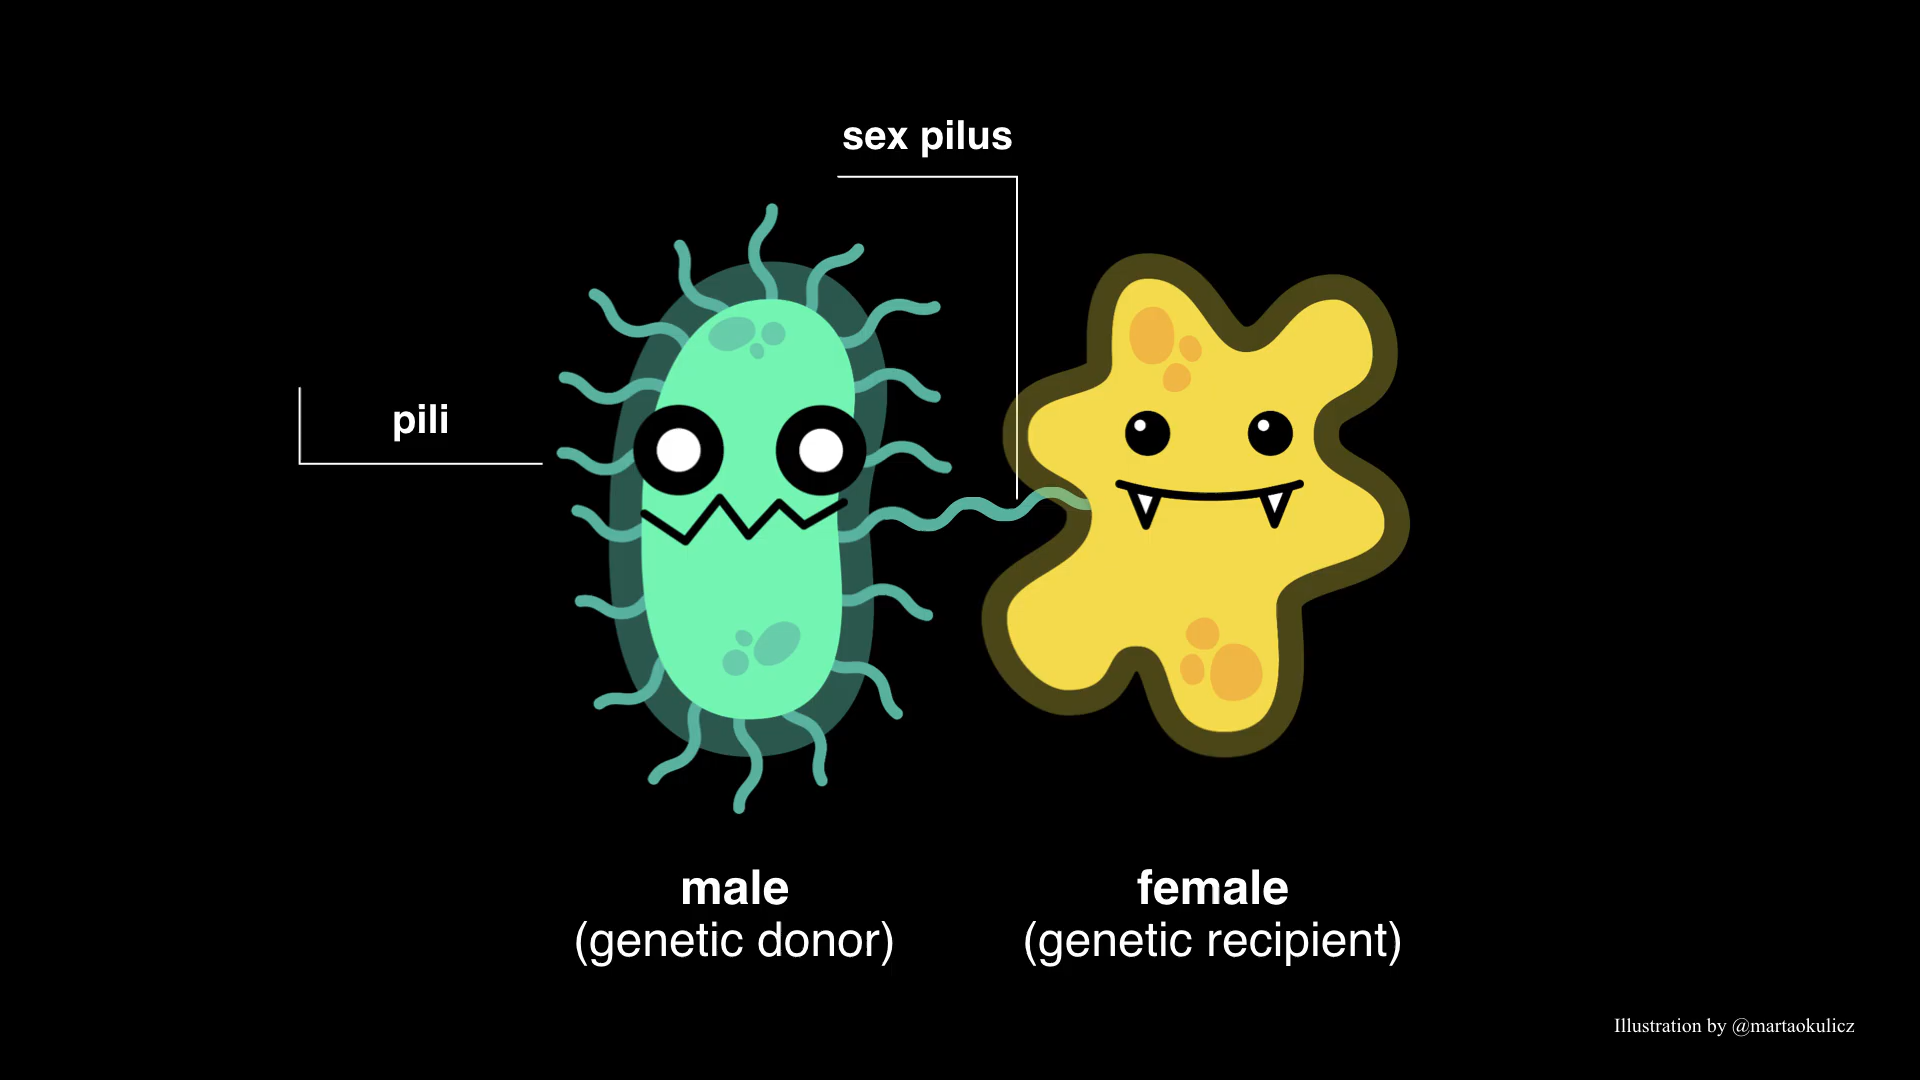 sex pilus
pili
male
(genetic donor)
female
(genetic recipient)
Illustration by @martaokulicz